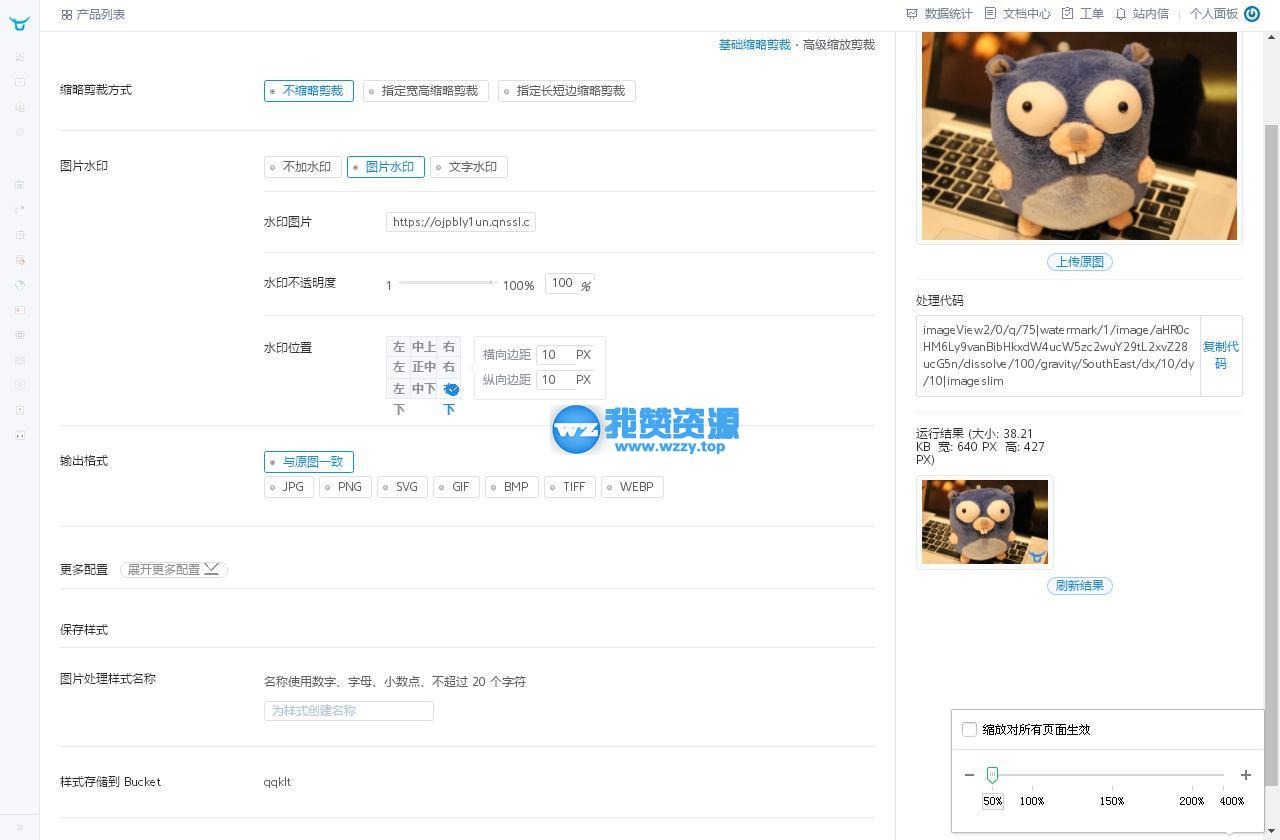 产品列表
数据统计 文档中心 工单 站内信 个人面板
基础缩略剪裁 · 高级缩放剪裁
缩略剪裁方式
不缩略剪裁 指定宽高缩略剪裁 指定长短边缩略剪裁
图片水印
不加水印 图片水印 文字水印
水印图片 https://ojpbly1un.qnssl.c
水印不透明度 1 100% 100 %
水印位置
左 中上 右
左 正中 右
左 中下 右
下 下
横向边距 10 PX
纵向边距 10 PX
我赞资源
WZ www.wzzy.top
输出格式
与原图一致
JPG PNG SVG GIF BMP TIFF WEBP
更多配置 展开更多配置
保存样式
图片处理样式名称
名称使用数字、字母、小数点、不超过 20 个字符
为样式创建名称
样式存储到 Bucket qqklt
上传原图
处理代码
imageView2/0/q/75|watermark/1/image/aHR0c
HM6Ly9vanBibHkxdW4ucW5zc2wuY29tL2xvZ28
ucG5n/dissolve/100/gravity/SouthEast/dx/10/dy
/10|imageslim
复制代
码
运行结果 (大小: 38.21
KB 宽: 640 PX 高: 427
PX)
刷新结果
缩放对所有页面生效
− +
50% 100% 150% 200% 400%